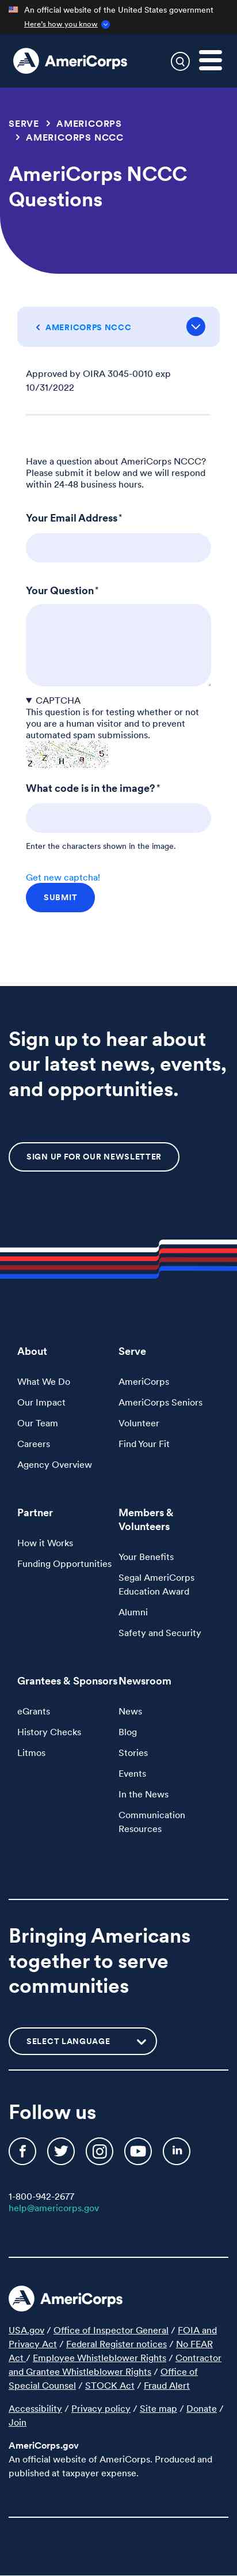 An official website of the United States government
Here's how you know
AmeriCorps
SERVE > AMERICORPS
> AMERICORPS NCCC
AmeriCorps NCCC
Questions
AMERICORPS NCCC
Approved by OIRA 3045-0010 exp
10/31/2022
Have a question about AmeriCorps NCCC?
Please submit it below and we will respond
within 24-48 business hours.
Your Email Address *
Your Question *
▼ CAPTCHA
This question is for testing whether or not
you are a human visitor and to prevent
automated spam submissions.
What code is in the image? *
Enter the characters shown in the image.
Get new captcha!
SUBMIT
Sign up to hear about
our latest news, events,
and opportunities.
SIGN UP FOR OUR NEWSLETTER
About
What We Do
Our Impact
Our Team
Careers
Agency Overview
Serve
AmeriCorps
AmeriCorps Seniors
Volunteer
Find Your Fit
Partner
How it Works
Funding Opportunities
Members &
Volunteers
Your Benefits
Segal AmeriCorps
Education Award
Alumni
Safety and Security
Grantees & Sponsors
eGrants
History Checks
Litmos
Newsroom
News
Blog
Stories
Events
In the News
Communication
Resources
Bringing Americans
together to serve
communities
SELECT LANGUAGE
Follow us
1-800-942-2677
help@americorps.gov
AmeriCorps
USA.gov / Office of Inspector General / FOIA and
Privacy Act / Federal Register notices / No FEAR
Act / Employee Whistleblower Rights / Contractor
and Grantee Whistleblower Rights / Office of
Special Counsel / STOCK Act / Fraud Alert
Accessibility / Privacy policy / Site map / Donate /
Join
AmeriCorps.gov
An official website of AmeriCorps. Produced and
published at taxpayer expense.